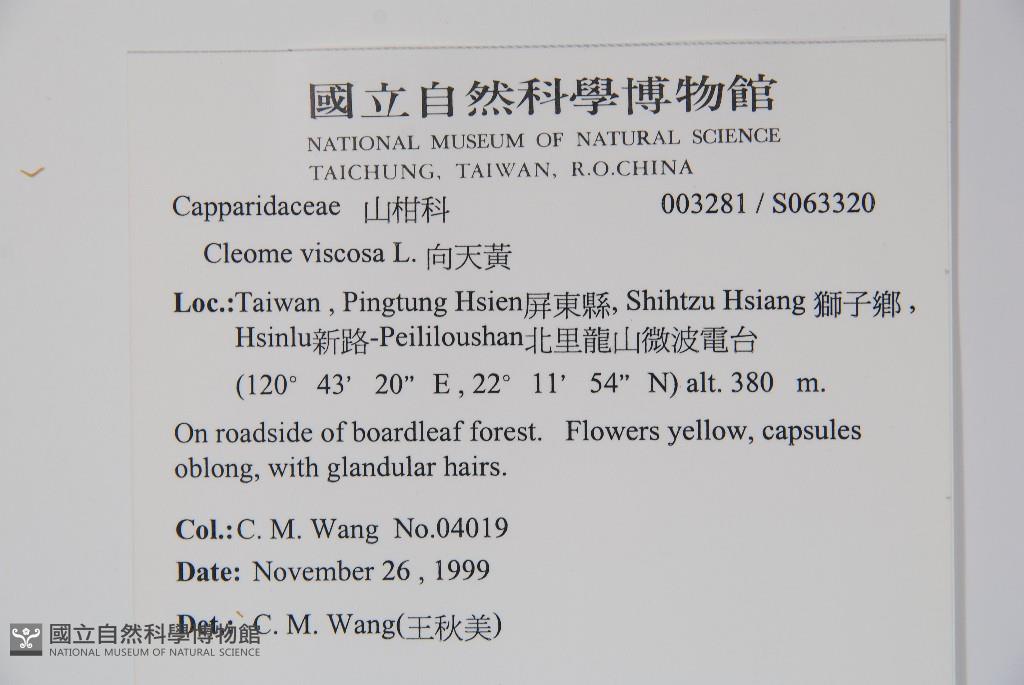 國立自然科學博物館
NATIONAL MUSEUM OF NATURAL SCIENCE
TAICHUNG, TAIWAN, R.O.CHINA
Capparidaceae 山柑科 003281 / S063320
Cleome viscosa L. 向天黃
Loc.:Taiwan , Pingtung Hsien屏東縣, Shihtzu Hsiang 獅子鄉 ,
Hsinlu新路-Peililoushan北里龍山微波電台
(120° 43’ 20” E , 22° 11’ 54” N) alt. 380 m.
On roadside of boardleaf forest. Flowers yellow, capsules
oblong, with glandular hairs.
Col.:C. M. Wang No.04019
Date: November 26 , 1999
Det.: C. M. Wang(王秋美)
國立自然科學博物館
NATIONAL MUSEUM OF NATURAL SCIENCE